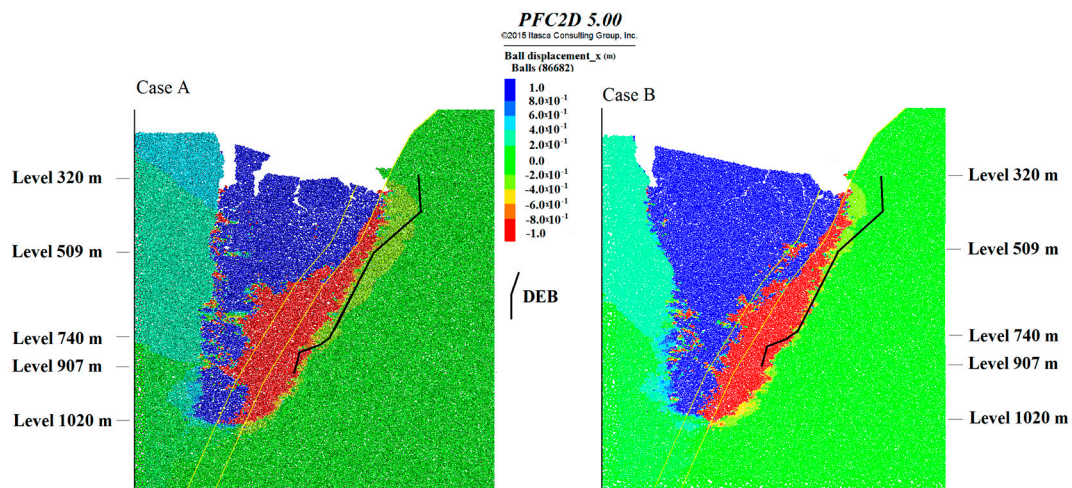 PFC2D 5.00
©2015 Itasca Consulting Group, Inc.
Ball displacement_x (m)
Balls (86682)
1.0
8.0×10⁻¹
6.0×10⁻¹
4.0×10⁻¹
2.0×10⁻¹
0.0
-2.0×10⁻¹
-4.0×10⁻¹
-6.0×10⁻¹
-8.0×10⁻¹
-1.0
DEB
Case A
Level 320 m
Level 509 m
Level 740 m
Level 907 m
Level 1020 m
Case B
Level 320 m
Level 509 m
Level 740 m
Level 907 m
Level 1020 m